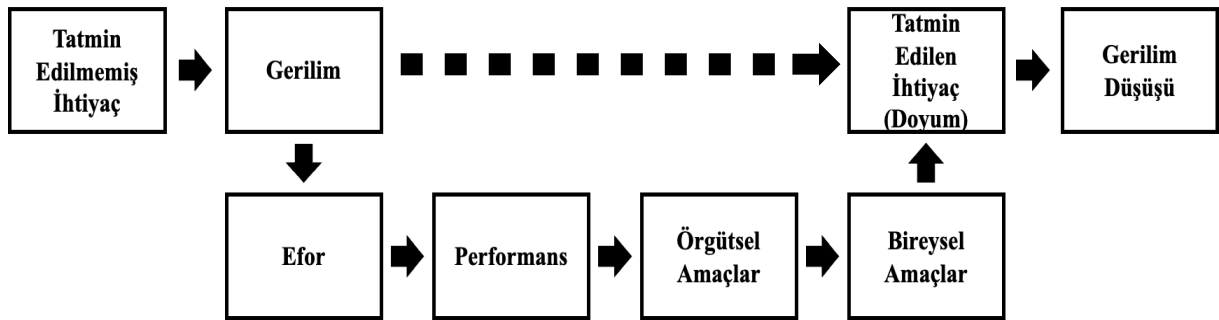 Tatmin
Edilmemiş
İhtiyaç
Gerilim
Tatmin
Edilen
İhtiyaç
(Doyum)
Gerilim
Düşüşü
Efor
Performans
Örgütsel
Amaçlar
Bireysel
Amaçlar